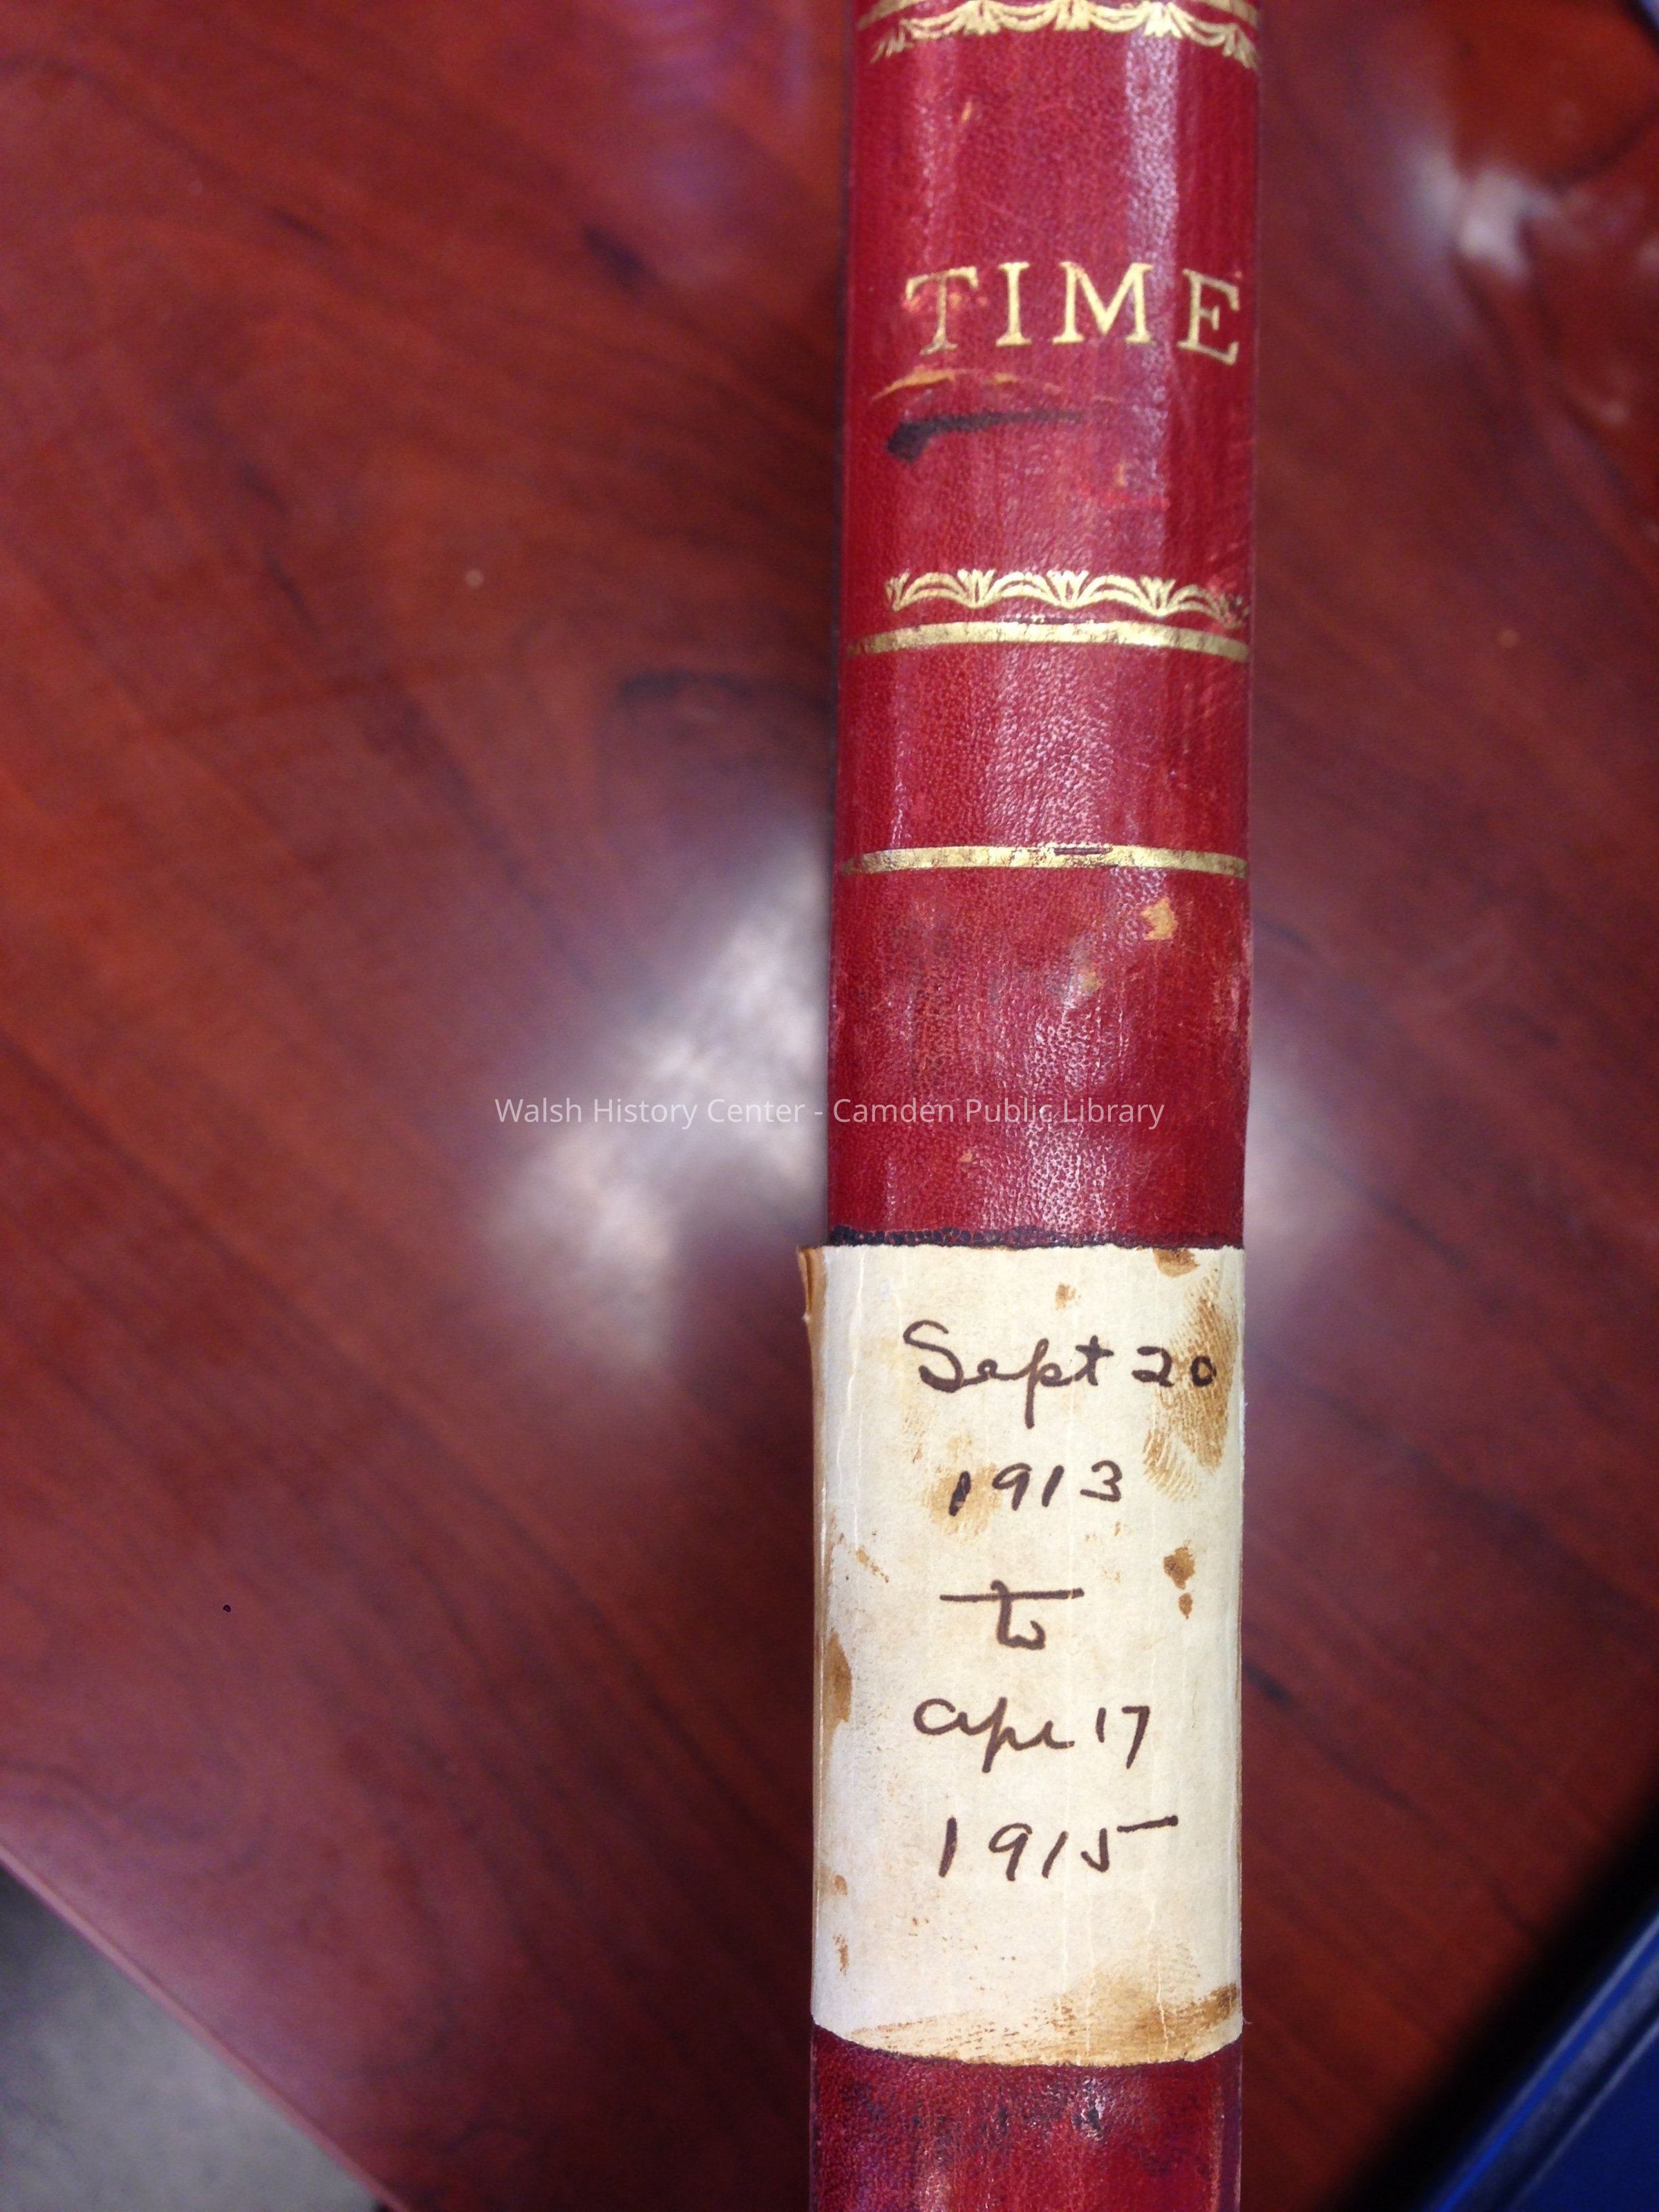 TIME
Walsh History Center - Camden Public Library
Sept 20
1913
to
Apr 17
1915